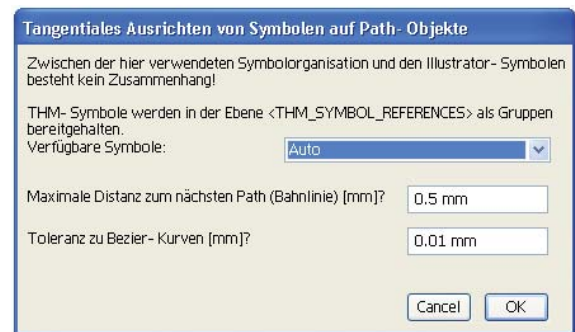 Tangentiales Ausrichten von Symbolen auf Path- Objekte
Zwischen der hier verwendeten Symbolorganisation und den Illustrator- Symbolen
besteht kein Zusammenhang!
THM- Symbole werden in der Ebene <THM_SYMBOL_REFERENCES> als Gruppen
bereitgehalten.
Verfügbare Symbole: Auto
Maximale Distanz zum nächsten Path (Bahnlinie) [mm]? 0.5 mm
Toleranz zu Bezier- Kurven [mm]? 0.01 mm
Cancel OK